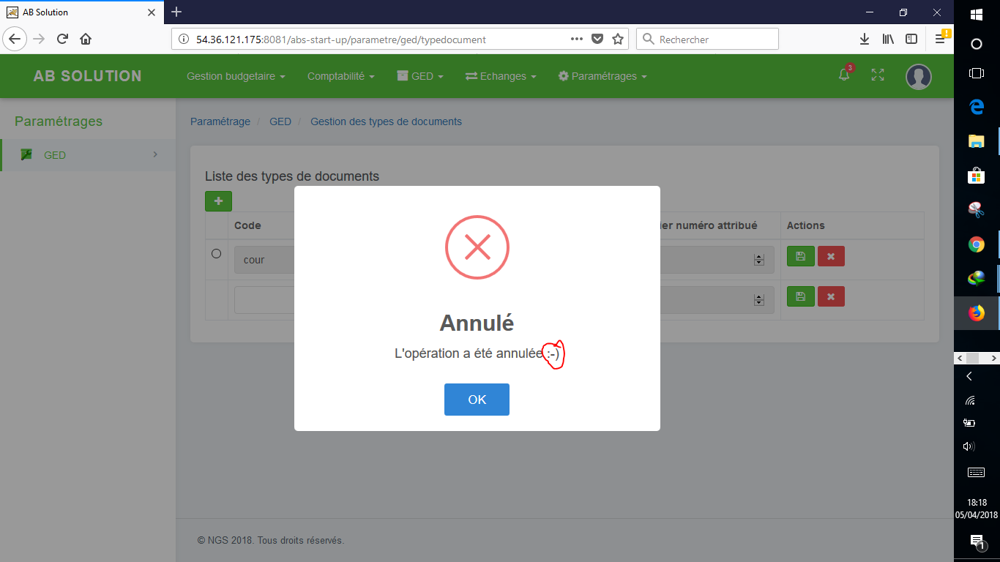 AB Solution
54.36.121.175:8081/abs-start-up/parametre/ged/typedocument
Rechercher
AB SOLUTION
Gestion budgetaire
Comptabilité
GED
Echanges
Paramétrages
3
Paramétrages
GED
Paramétrage / GED / Gestion des types de documents
Liste des types de documents
Code
ier numéro attribué
Actions
cour
Annulé
L'opération a été annulée :-)
OK
© NGS 2018. Tous droits réservés.
18:18
05/04/2018
1